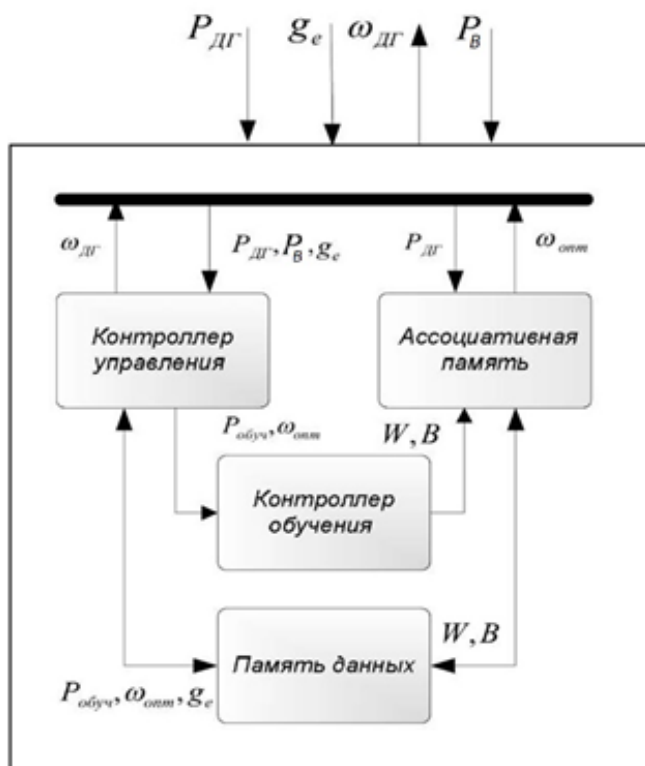 P_ДГ g_e ω_ДГ P_В
ω_ДГ P_ДГ, P_В, g_e P_ДГ ω_опт
Контроллер
управления
Ассоциативная
память
P_обуч, ω_опт W, B
Контроллер
обучения
W, B
Память данных
P_обуч, ω_опт, g_e